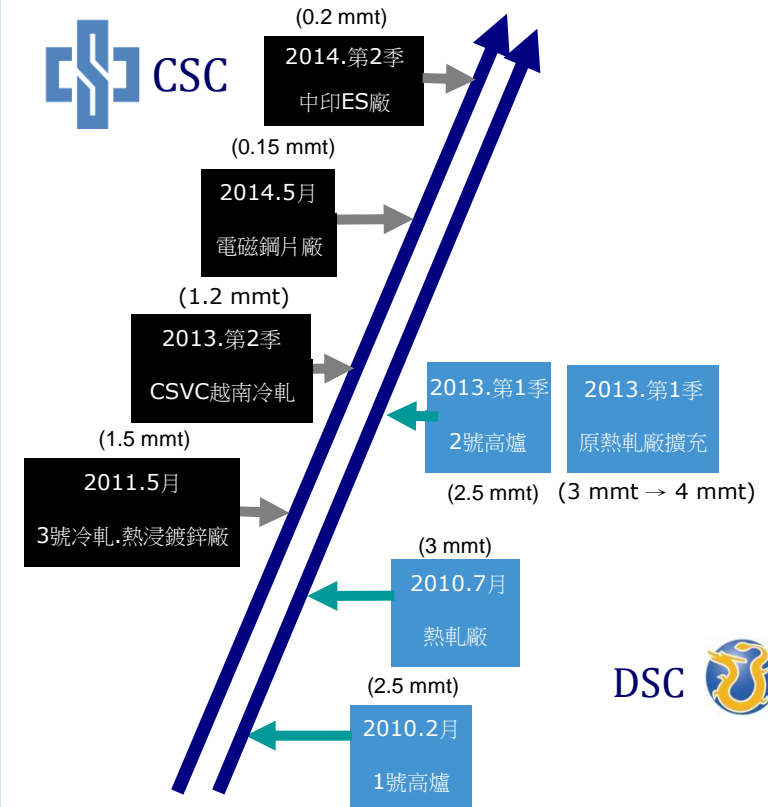 (0.2 mmt)
CSC
2014.第2季
中印ES廠
(0.15 mmt)
2014.5月
電磁鋼片廠
(1.2 mmt)
2013.第2季
CSVC越南冷軋
(1.5 mmt)
2011.5月
3號冷軋.熱浸鍍鋅廠
2013.第1季
2號高爐
(2.5 mmt)
2013.第1季
原熱軋廠擴充
(3 mmt → 4 mmt)
(3 mmt)
2010.7月
熱軋廠
DSC
(2.5 mmt)
2010.2月
1號高爐